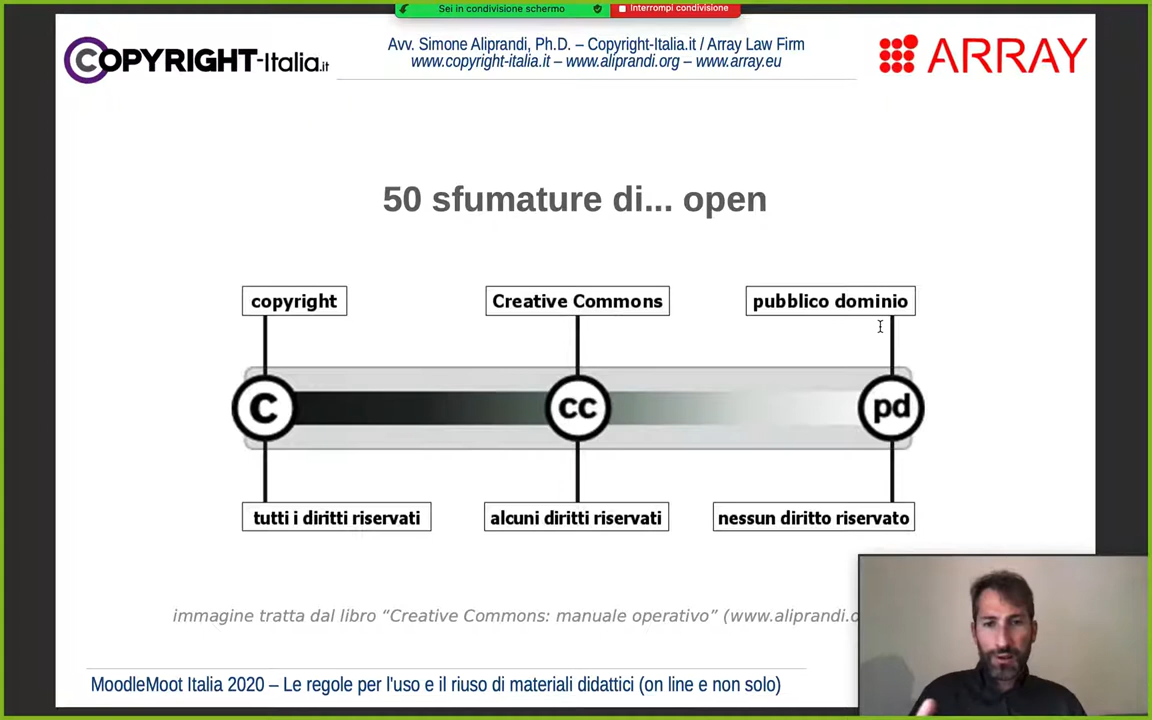 Sei in condivisione schermo
Interrompi condivisione
COPYRIGHT-Italia.it
Avv. Simone Aliprandi, Ph.D. – Copyright-Italia.it / Array Law Firm
www.copyright-italia.it – www.aliprandi.org – www.array.eu
ARRAY
50 sfumature di... open
copyright
Creative Commons
pubblico dominio
C
cc
pd
tutti i diritti riservati
alcuni diritti riservati
nessun diritto riservato
immagine tratta dal libro “Creative Commons: manuale operativo” (www.aliprandi.o
MoodleMoot Italia 2020 – Le regole per l'uso e il riuso di materiali didattici (on line e non solo)